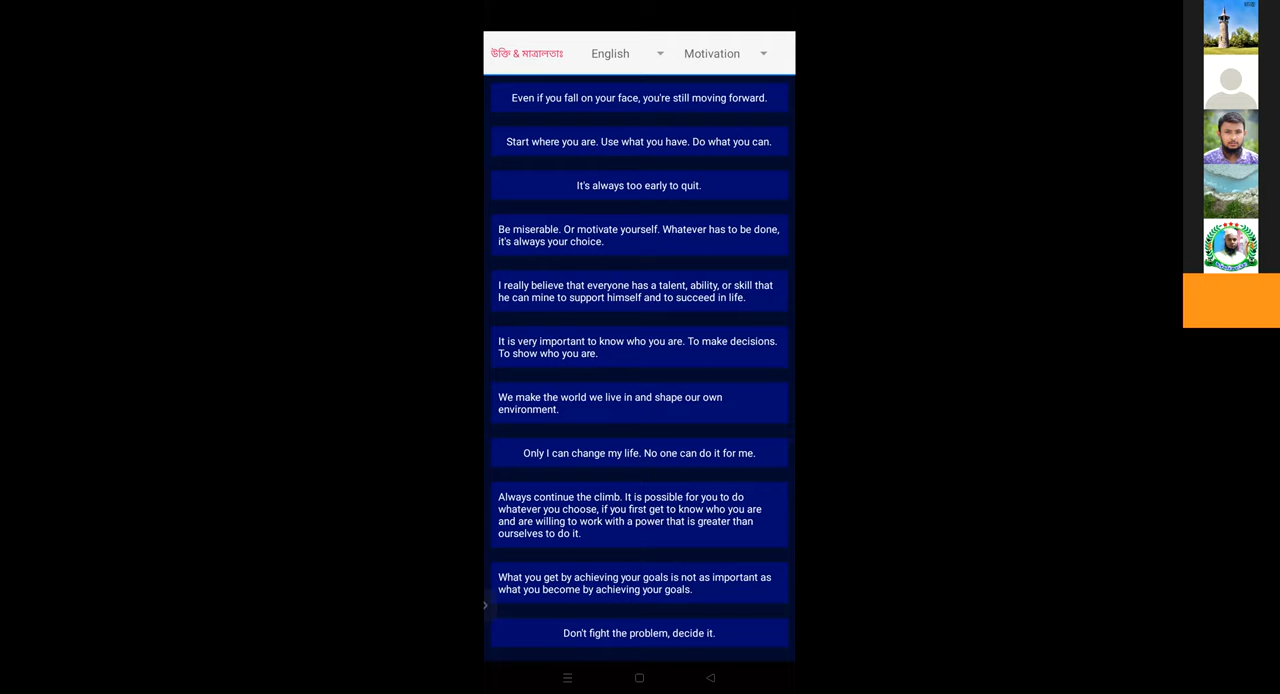 উক্তি & মাত্রালতাঃ
English
Motivation
Even if you fall on your face, you're still moving forward.
Start where you are. Use what you have. Do what you can.
It's always too early to quit.
Be miserable. Or motivate yourself. Whatever has to be done,
it's always your choice.
I really believe that everyone has a talent, ability, or skill that
he can mine to support himself and to succeed in life.
It is very important to know who you are. To make decisions.
To show who you are.
We make the world we live in and shape our own
environment.
Only I can change my life. No one can do it for me.
Always continue the climb. It is possible for you to do
whatever you choose, if you first get to know who you are
and are willing to work with a power that is greater than
ourselves to do it.
What you get by achieving your goals is not as important as
what you become by achieving your goals.
Don't fight the problem, decide it.